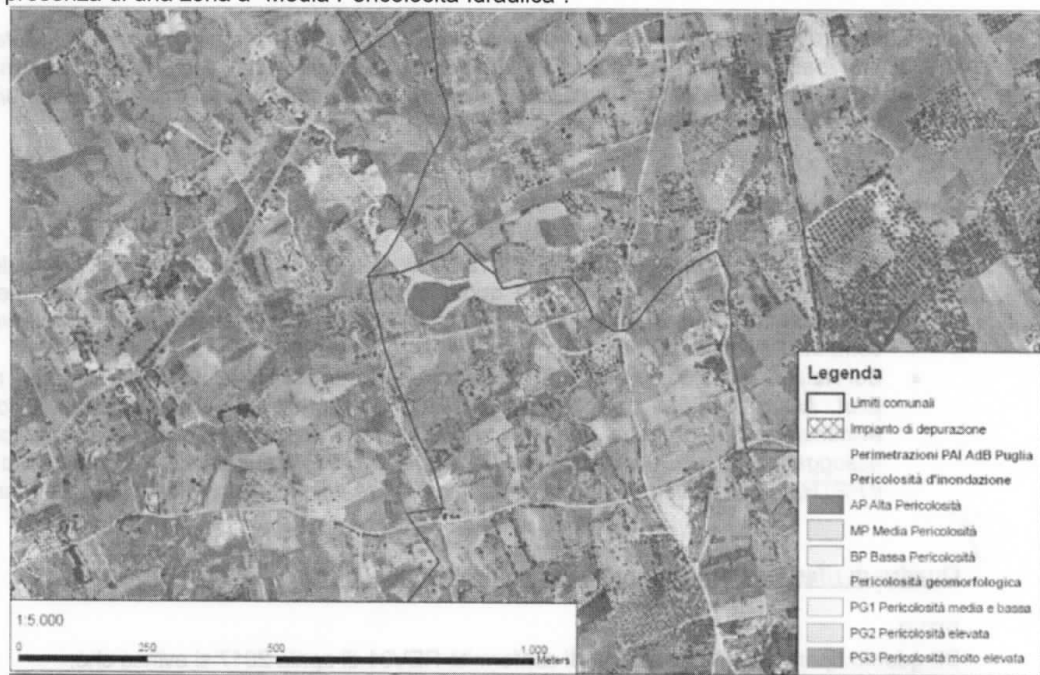 presenza di una zona a "Media Pericolosità Idraulica".
Legenda
Limiti comunali
Impianto di depurazione
Perimetrazioni PAI AdB Puglia
Pericolosità d'inondazione
AP Alta Pericolosità
MP Media Pericolosità
BP Bassa Pericolosità
Pericolosità geomorfologica
PG1 Pericolosità media e bassa
PG2 Pericolosità elevata
PG3 Pericolosità molto elevata
1:5.000
0 250 500 1.000
Meters